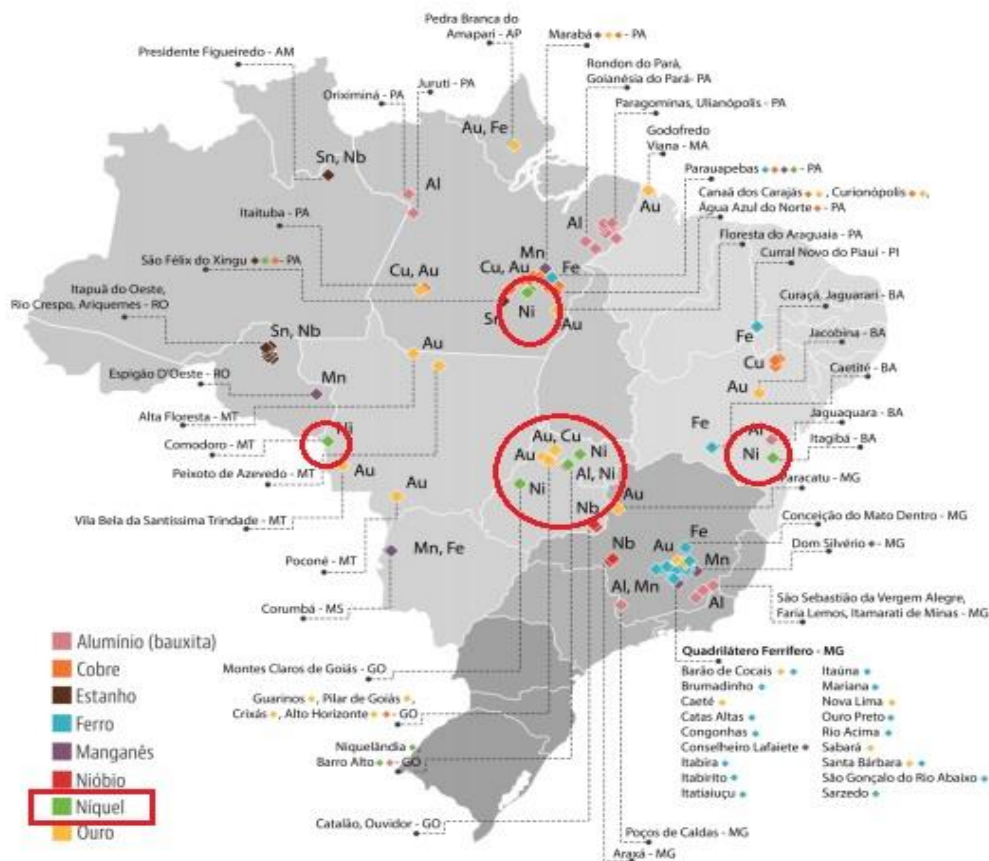 Pedra Branca do
Amapari - AP
Presidente Figueiredo - AM
Oriximiná - PA
Juruti - PA
Marabá - PA
Rondon do Pará,
Goianésia do Pará- PA
Paragominas, Ulianópolis - PA
Godofredo
Viana - MA
Parauapebas - PA
Canaã dos Carajás, Curionópolis,
Água Azul do Norte - PA
Floresta do Araguaia - PA
Curral Novo do Piauí - PI
Curaçá, Jaguarari - BA
Jacobina - BA
Caetité - BA
Jaguaquara - BA
Itagibá - BA
Paracatu - MG
Conceição do Mato Dentro - MG
Dom Silvério - MG
São Sebastião da Vergem Alegre,
Faria Lemos, Itamarati de Minas - MG
Itaituba - PA
São Félix do Xingu - PA
Itapuã do Oeste,
Rio Crespo, Ariquemes - RO
Espigão D'Oeste - RO
Alta Floresta - MT
Comodoro - MT
Peixoto de Azevedo - MT
Vila Bela da Santíssima Trindade - MT
Poconé - MT
Corumbá - MS
Au, Fe
Sn, Nb
Al
Al
Au
Cu, Au
Cu, Au
Mn
Fe
Ni
Sn
Au
Sn, Nb
Au
Mn
Fe
Cu
Au
Ni
Au
Fe
Al
Ni
Au, Cu
Au
Ni
Al, Ni
Ni
Au
Au
Nb
Nb
Mn, Fe
Fe
Au
Mn
Al, Mn
Al
Alumínio (bauxita)
Cobre
Estanho
Ferro
Manganês
Nióbio
Níquel
Ouro
Montes Claros de Goiás - GO
Guarinos, Pilar de Goiás,
Crixás, Alto Horizonte - GO
Niquelândia
Barro Alto - GO
Catalão, Ouvidor - GO
Poços de Caldas - MG
Araxá - MG
Quadrilátero Ferrífero - MG
Barão de Cocais
Brumadinho
Caeté
Catas Altas
Congonhas
Conselheiro Lafaiete
Itabira
Itabirito
Itatiaiuçu
Itaúna
Mariana
Nova Lima
Ouro Preto
Rio Acima
Sabará
Santa Bárbara
São Gonçalo do Rio Abaixo
Sarzedo